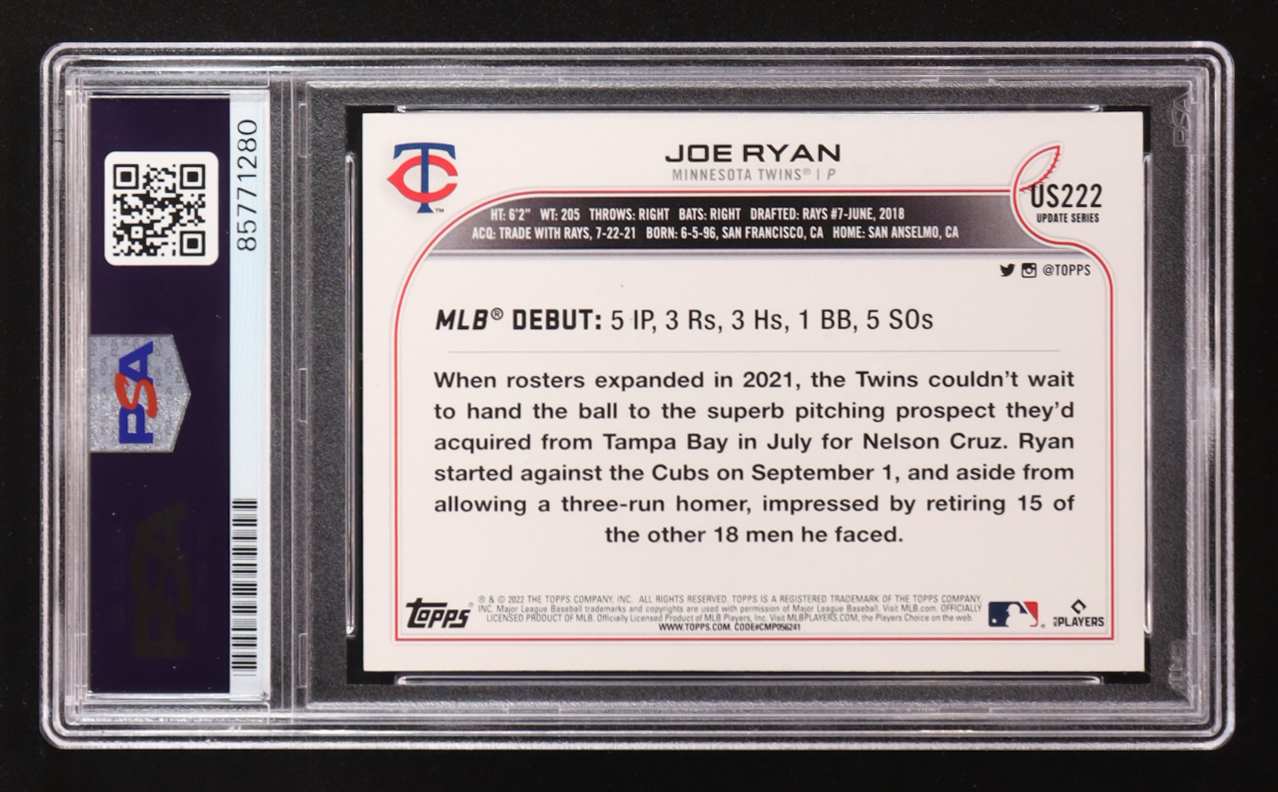 85771280
PSA
PSA
TC
TM
JOE RYAN
MINNESOTA TWINS® | P
US222
UPDATE SERIES
HT: 6'2" WT: 205 THROWS: RIGHT BATS: RIGHT DRAFTED: RAYS #7-JUNE, 2018
ACQ: TRADE WITH RAYS, 7-22-21 BORN: 6-5-96, SAN FRANCISCO, CA HOME: SAN ANSELMO, CA
@TOPPS
MLB® DEBUT: 5 IP, 3 Rs, 3 Hs, 1 BB, 5 SOs
When rosters expanded in 2021, the Twins couldn't wait
to hand the ball to the superb pitching prospect they'd
acquired from Tampa Bay in July for Nelson Cruz. Ryan
started against the Cubs on September 1, and aside from
allowing a three-run homer, impressed by retiring 15 of
the other 18 men he faced.
topps
® & © 2022 THE TOPPS COMPANY, INC. ALL RIGHTS RESERVED. TOPPS IS A REGISTERED TRADEMARK OF THE TOPPS COMPANY,
INC. Major League Baseball trademarks and copyrights are used with permission of Major League Baseball. Visit MLB.com. OFFICIALLY
LICENSED PRODUCT OF MLB. Officially Licensed Product of MLB Players, Inc. Visit MLBPLAYERS.COM, the Players Choice on the web.
WWW.TOPPS.COM. CODE#CMP056241
PLAYERS
PSA